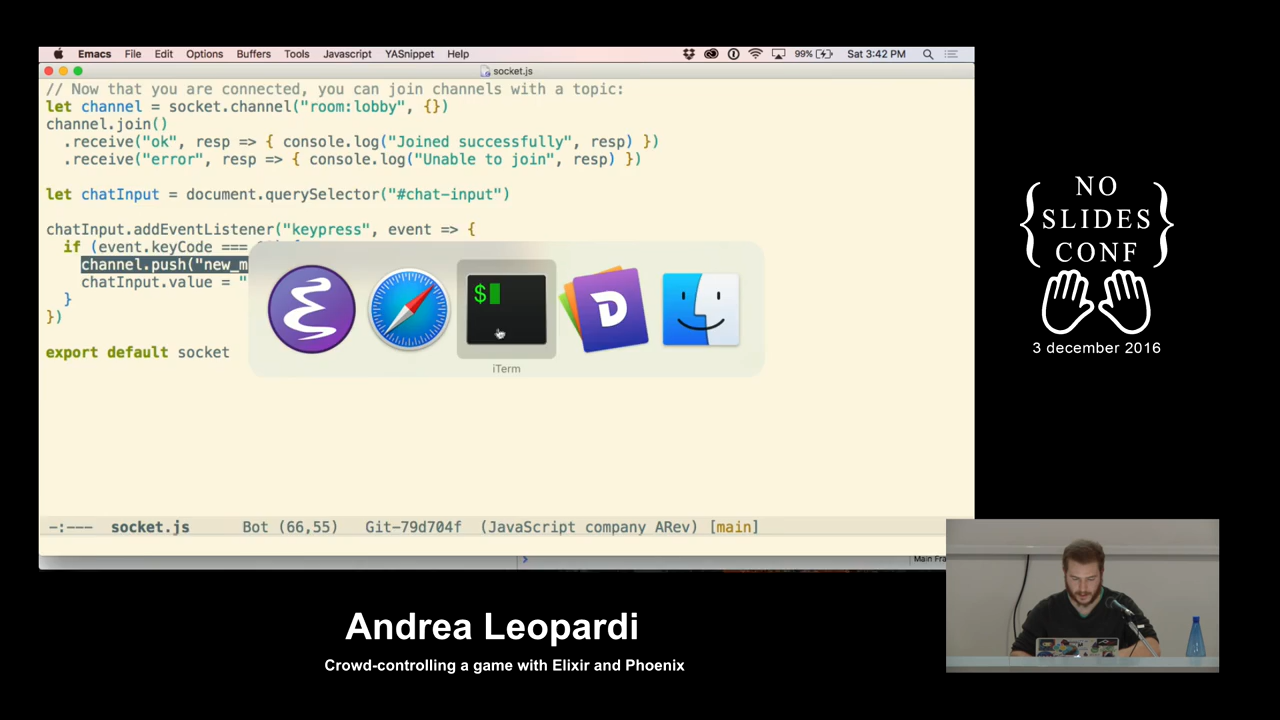 Emacs File Edit Options Buffers Tools Javascript YASnippet Help 99% Sat 3:42 PM
socket.js
// Now that you are connected, you can join channels with a topic:
let channel = socket.channel("room:lobby", {})
channel.join()
.receive("ok", resp => { console.log("Joined successfully", resp) })
.receive("error", resp => { console.log("Unable to join", resp) })
let chatInput = document.querySelector("#chat-input")
chatInput.addEventListener("keypress", event => {
if (event.keyCode ===
channel.push("new_m
chatInput.value = "
}
})
export default socket
$
D
iTerm
-:--- socket.js Bot (66,55) Git-79d704f (JavaScript company ARev) [main]
Main Fra
NO
{ SLIDES }
CONF
3 december 2016
Andrea Leopardi
Crowd-controlling a game with Elixir and Phoenix